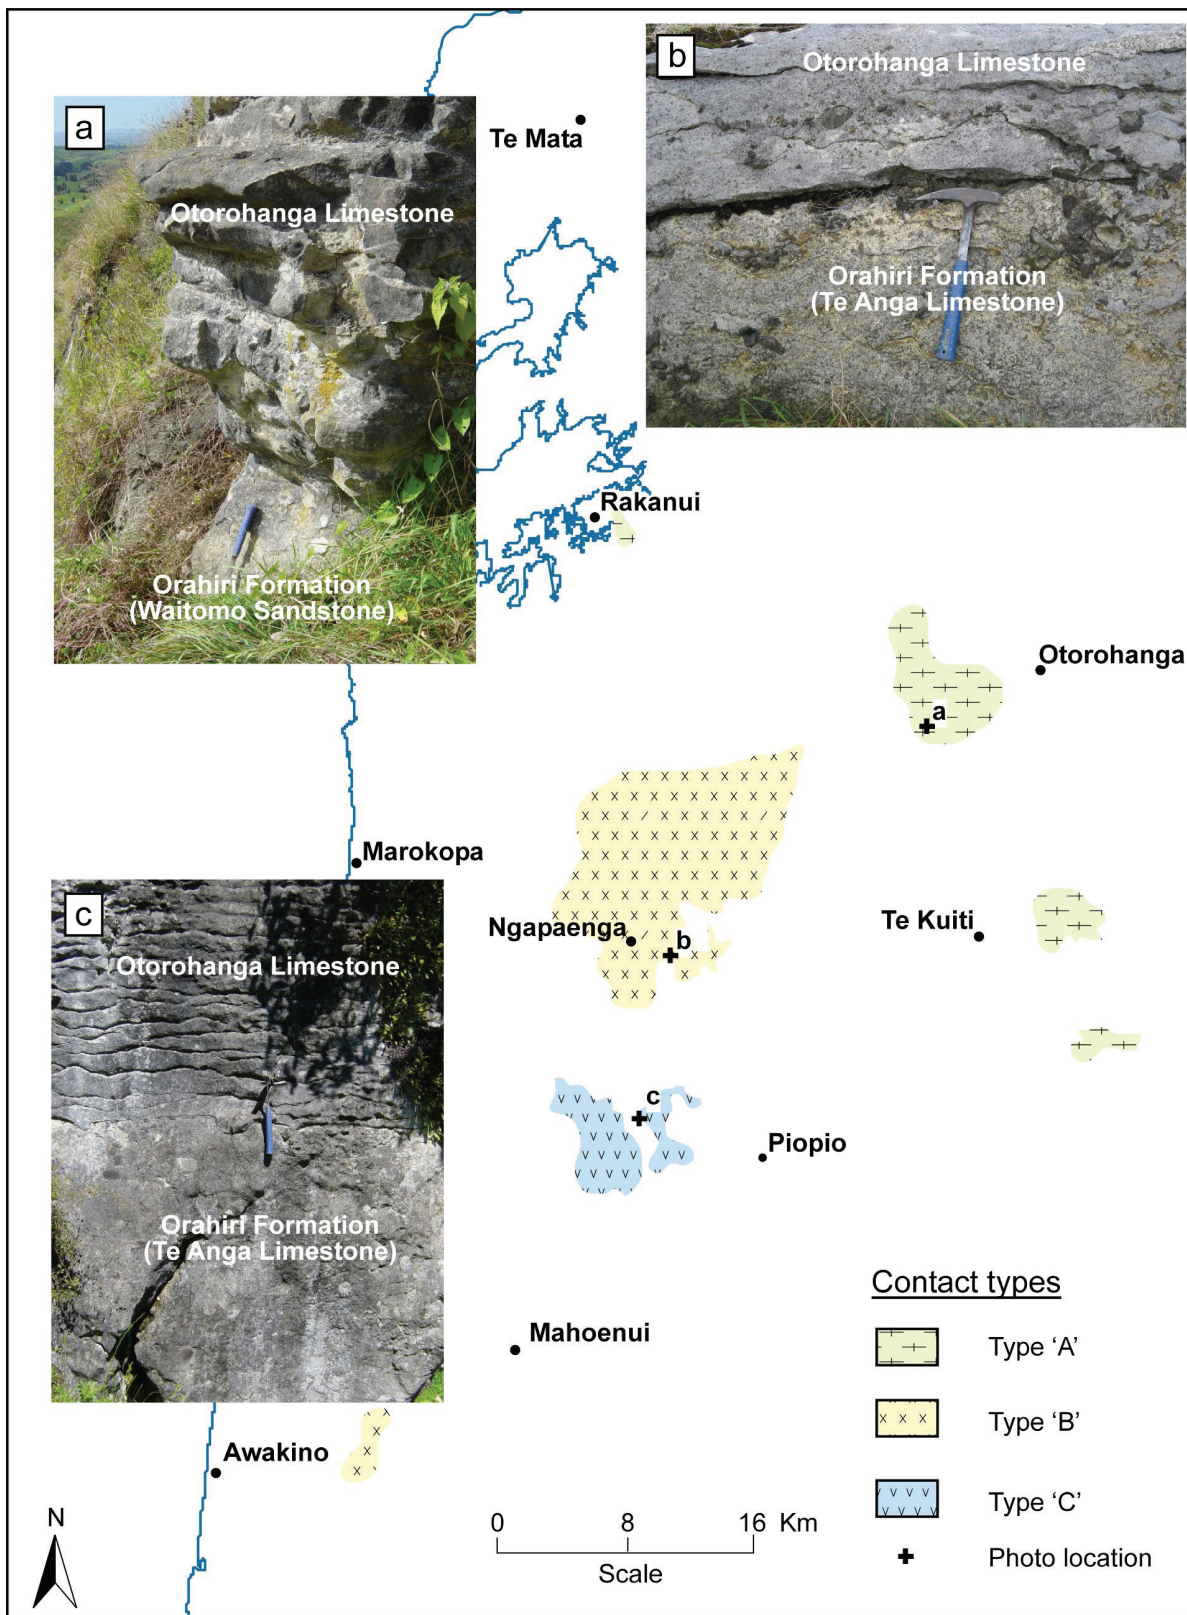 a
Otorohanga Limestone
Orahiri Formation
(Waitomo Sandstone)
b
Otorohanga Limestone
Orahiri Formation
(Te Anga Limestone)
Te Mata
Rakanui
Otorohanga
a
Marokopa
Ngapaenga
b
Te Kuiti
c
Otorohanga Limestone
Orahiri Formation
(Te Anga Limestone)
c
Piopio
Mahoenui
Awakino
N
0 8 16 Km
Scale
Contact types
Type ‘A’
Type ‘B’
Type ‘C’
Photo location